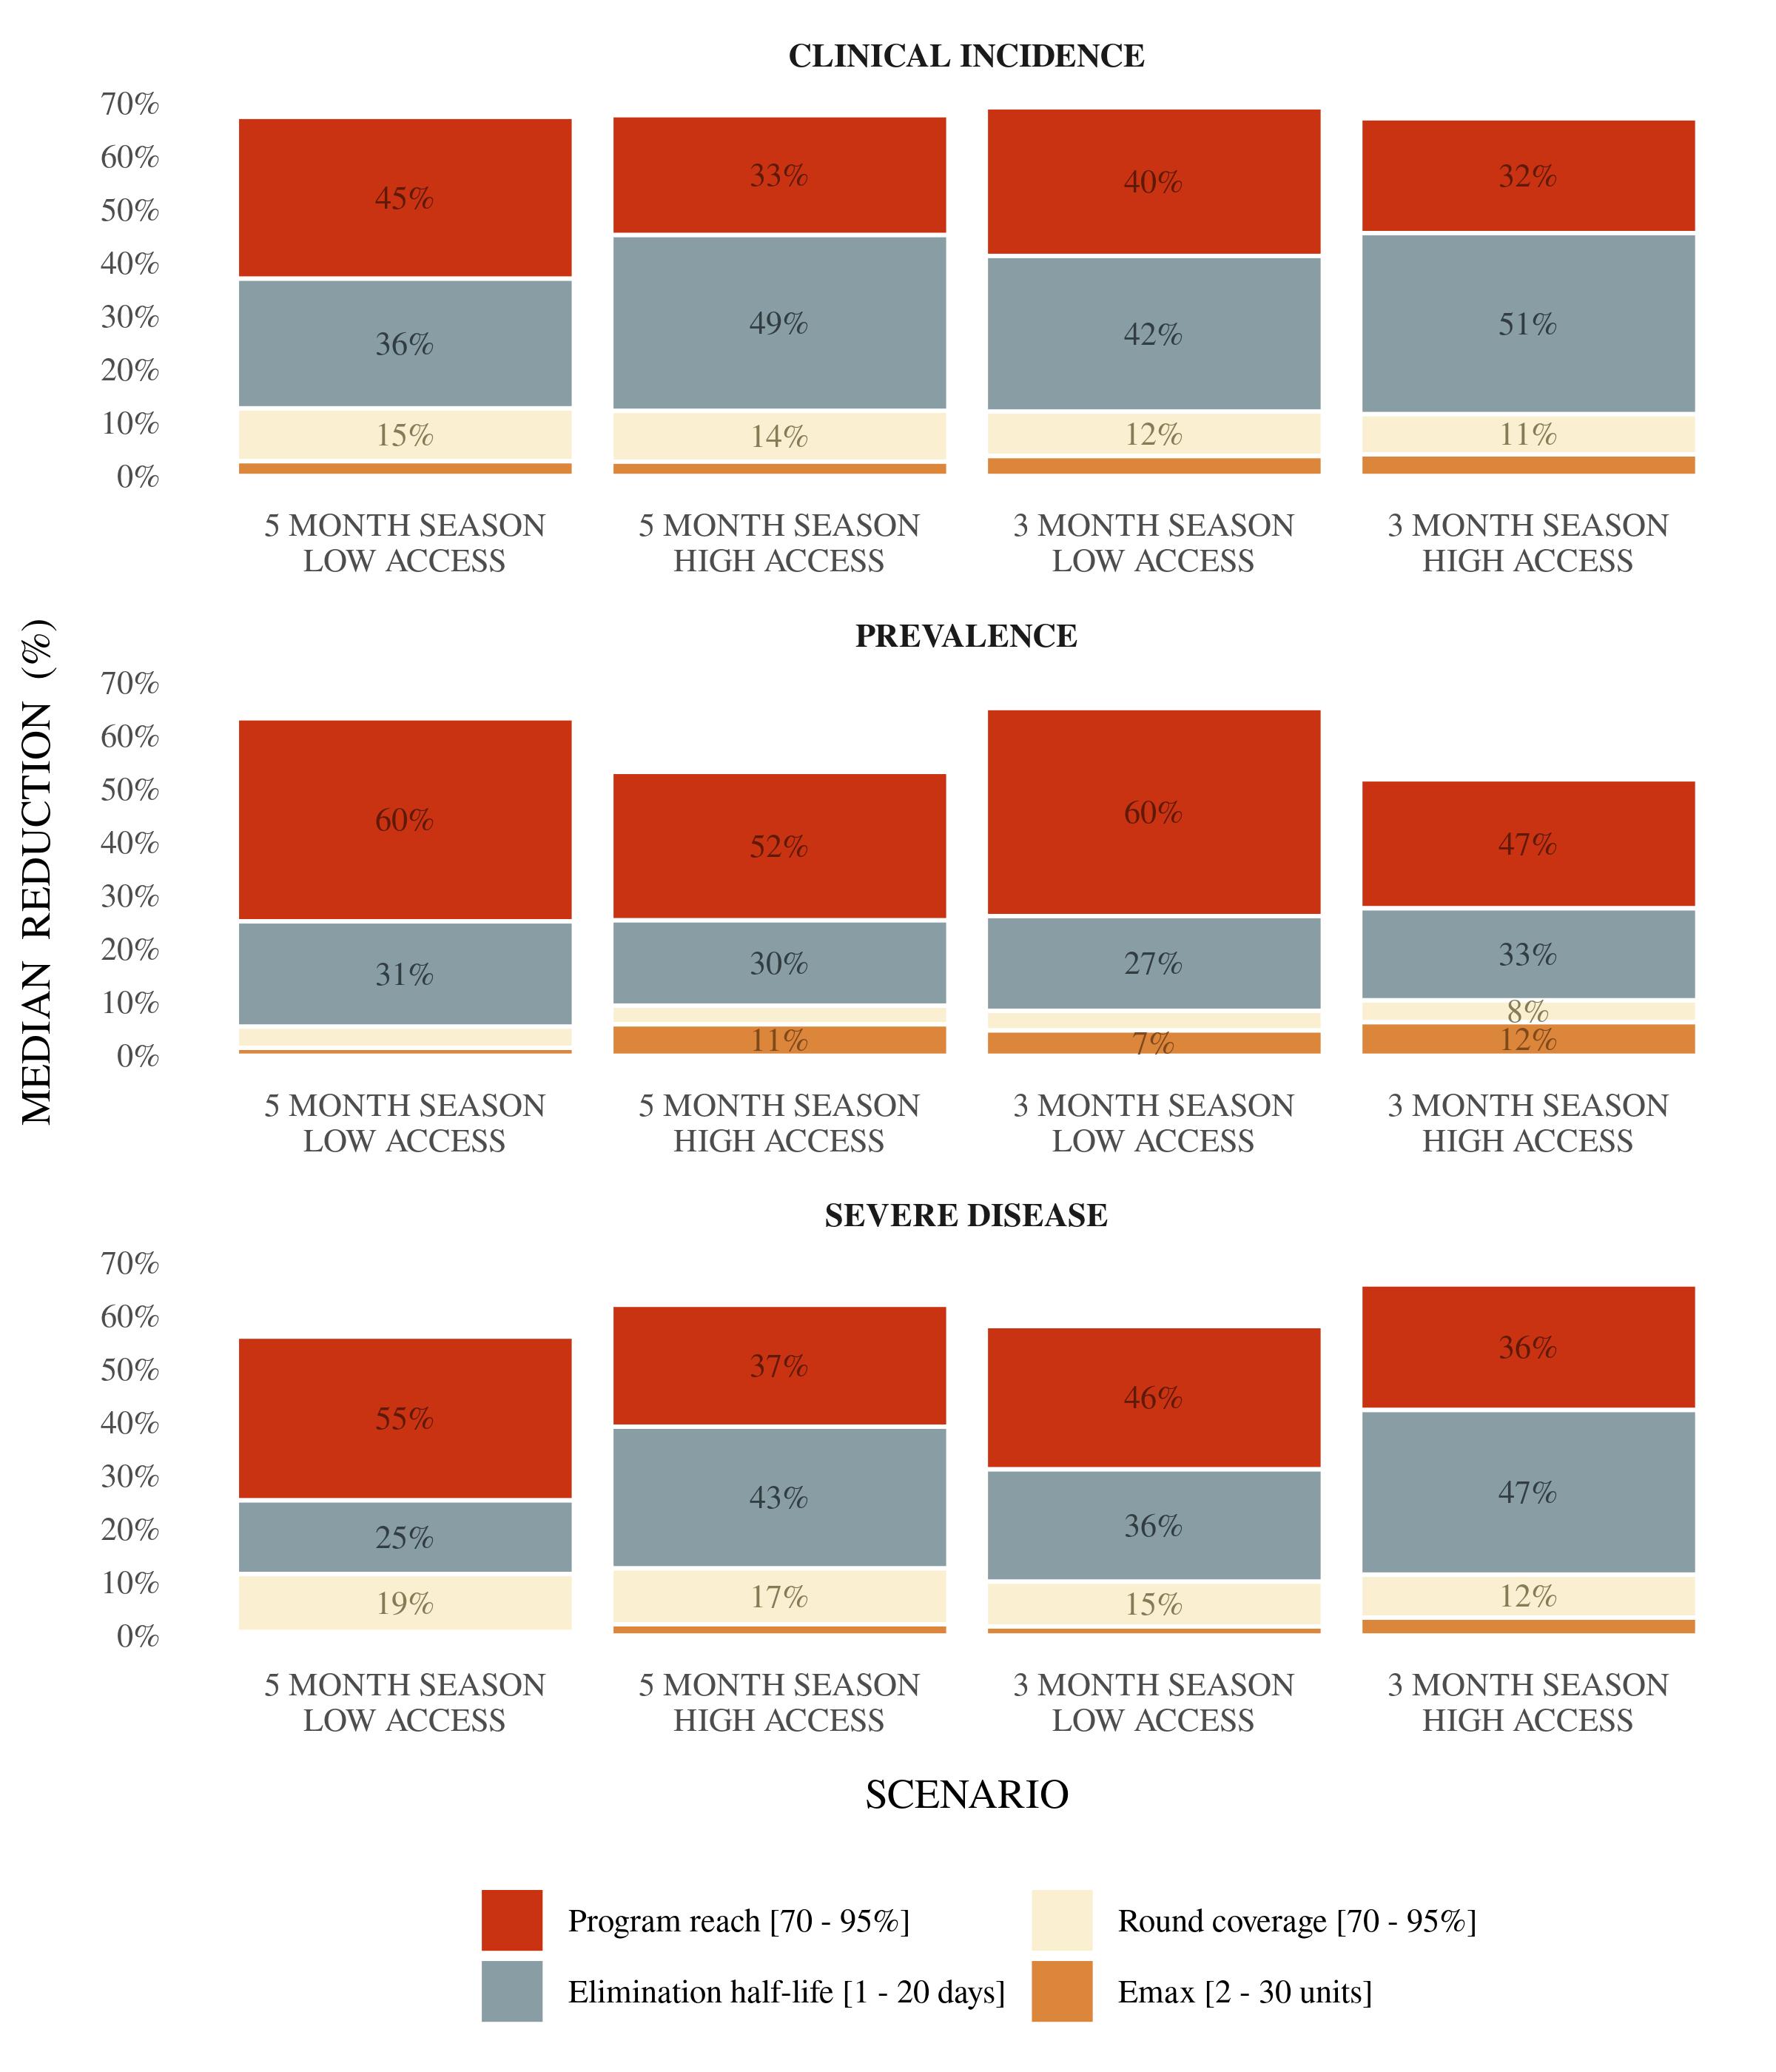 CLINICAL INCIDENCE
70%
60%
50%
40%
30%
20%
10%
0%
45%
33%
40%
32%
36%
49%
42%
51%
15%
14%
12%
11%
5 MONTH SEASON
LOW ACCESS
5 MONTH SEASON
HIGH ACCESS
3 MONTH SEASON
LOW ACCESS
3 MONTH SEASON
HIGH ACCESS
MEDIAN REDUCTION (%)
PREVALENCE
70%
60%
50%
40%
30%
20%
10%
0%
60%
52%
60%
47%
31%
30%
27%
33%
8%
11%
7%
12%
5 MONTH SEASON
LOW ACCESS
5 MONTH SEASON
HIGH ACCESS
3 MONTH SEASON
LOW ACCESS
3 MONTH SEASON
HIGH ACCESS
SEVERE DISEASE
70%
60%
50%
40%
30%
20%
10%
0%
55%
37%
46%
36%
25%
43%
36%
47%
19%
17%
15%
12%
5 MONTH SEASON
LOW ACCESS
5 MONTH SEASON
HIGH ACCESS
3 MONTH SEASON
LOW ACCESS
3 MONTH SEASON
HIGH ACCESS
SCENARIO
Program reach [70 - 95%]
Round coverage [70 - 95%]
Elimination half-life [1 - 20 days]
Emax [2 - 30 units]